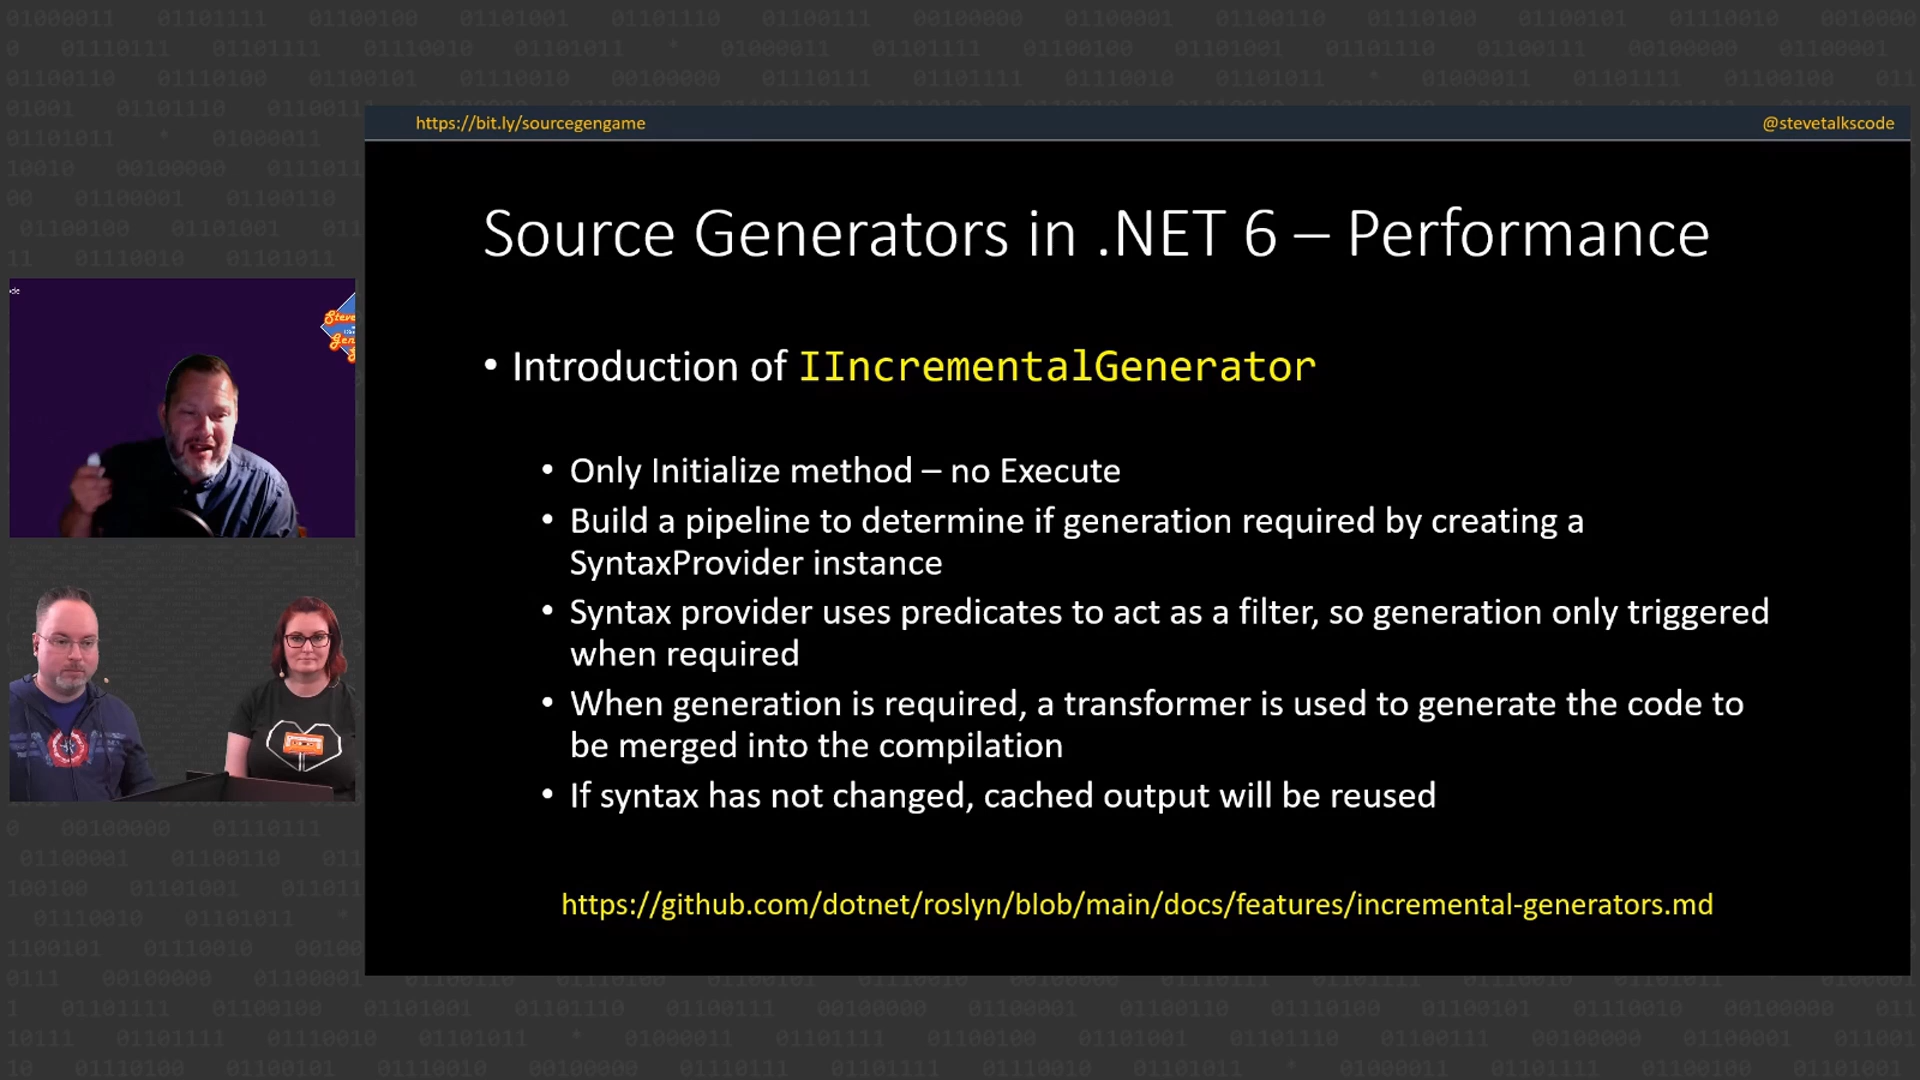 https://bit.ly/sourcegengame
@stevetalkscode
Source Generators in .NET 6 – Performance
• Introduction of IIncrementalGenerator
• Only Initialize method – no Execute
• Build a pipeline to determine if generation required by creating a
SyntaxProvider instance
• Syntax provider uses predicates to act as a filter, so generation only triggered
when required
• When generation is required, a transformer is used to generate the code to
be merged into the compilation
• If syntax has not changed, cached output will be reused
https://github.com/dotnet/roslyn/blob/main/docs/features/incremental-generators.md